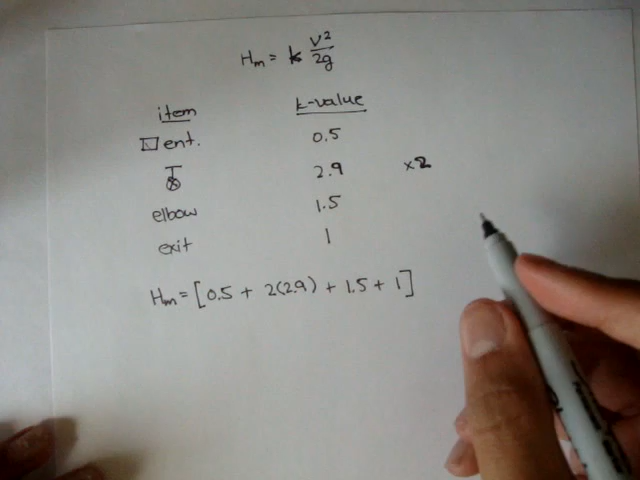 Hm = k V²/2g
item k-value
ent. 0.5
2.9 ×2
elbow 1.5
exit 1
Hm = [0.5 + 2(2.9) + 1.5 + 1]